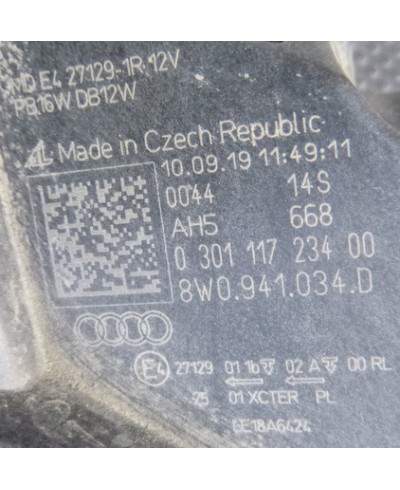 MD E4 27129-1R 12V
PB16W DB12W
AL Made in Czech Republic
10.09.19 11:49:11
0044 14S
AH5 668
0 301 117 234 00
8W0.941.034.D
E4 27129 01 1b 02 A 00 RL
25 01 XCTER PL
LE18A6424